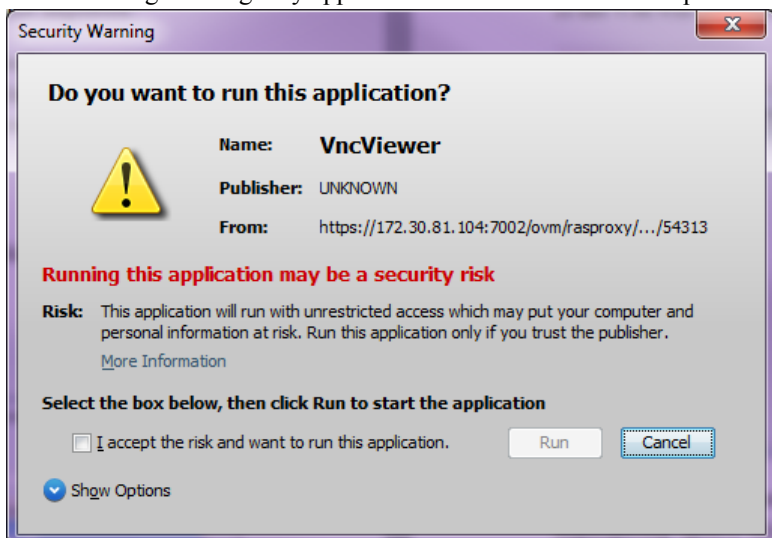 Security Warning
Do you want to run this application?
Name: VncViewer
Publisher: UNKNOWN
From: https://172.30.81.104:7002/ovm/rasproxy/.../54313
Running this application may be a security risk
Risk: This application will run with unrestricted access which may put your computer and
personal information at risk. Run this application only if you trust the publisher.
More Information
Select the box below, then click Run to start the application
I accept the risk and want to run this application. Run Cancel
Show Options